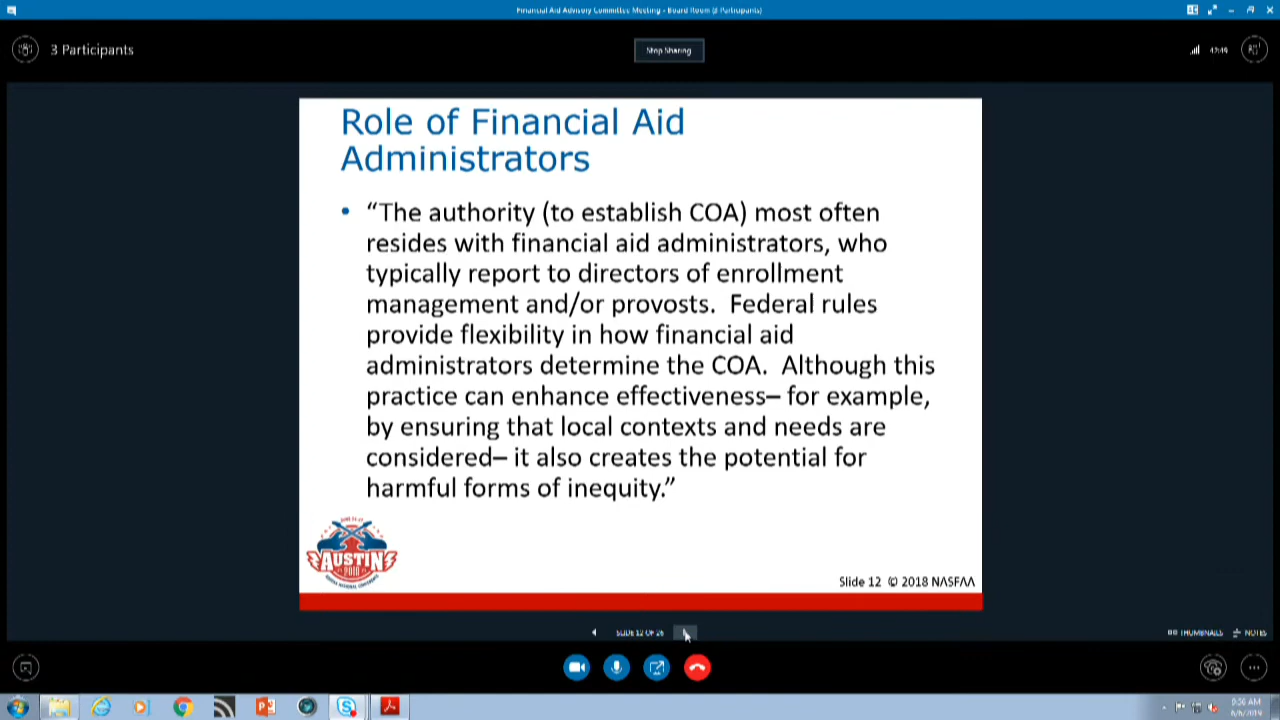 Financial Aid Advisory Committee Meeting - Board Room (3 Participants)
3 Participants
Stop Sharing
Role of Financial Aid
Administrators
• “The authority (to establish COA) most often
resides with financial aid administrators, who
typically report to directors of enrollment
management and/or provosts.  Federal rules
provide flexibility in how financial aid
administrators determine the COA.  Although this
practice can enhance effectiveness– for example,
by ensuring that local contexts and needs are
considered– it also creates the potential for
harmful forms of inequity.”
AUSTIN
2018
Slide 12 © 2018 NASFAA
SLIDE 12 OF 26
THUMBNAILS
NOTES